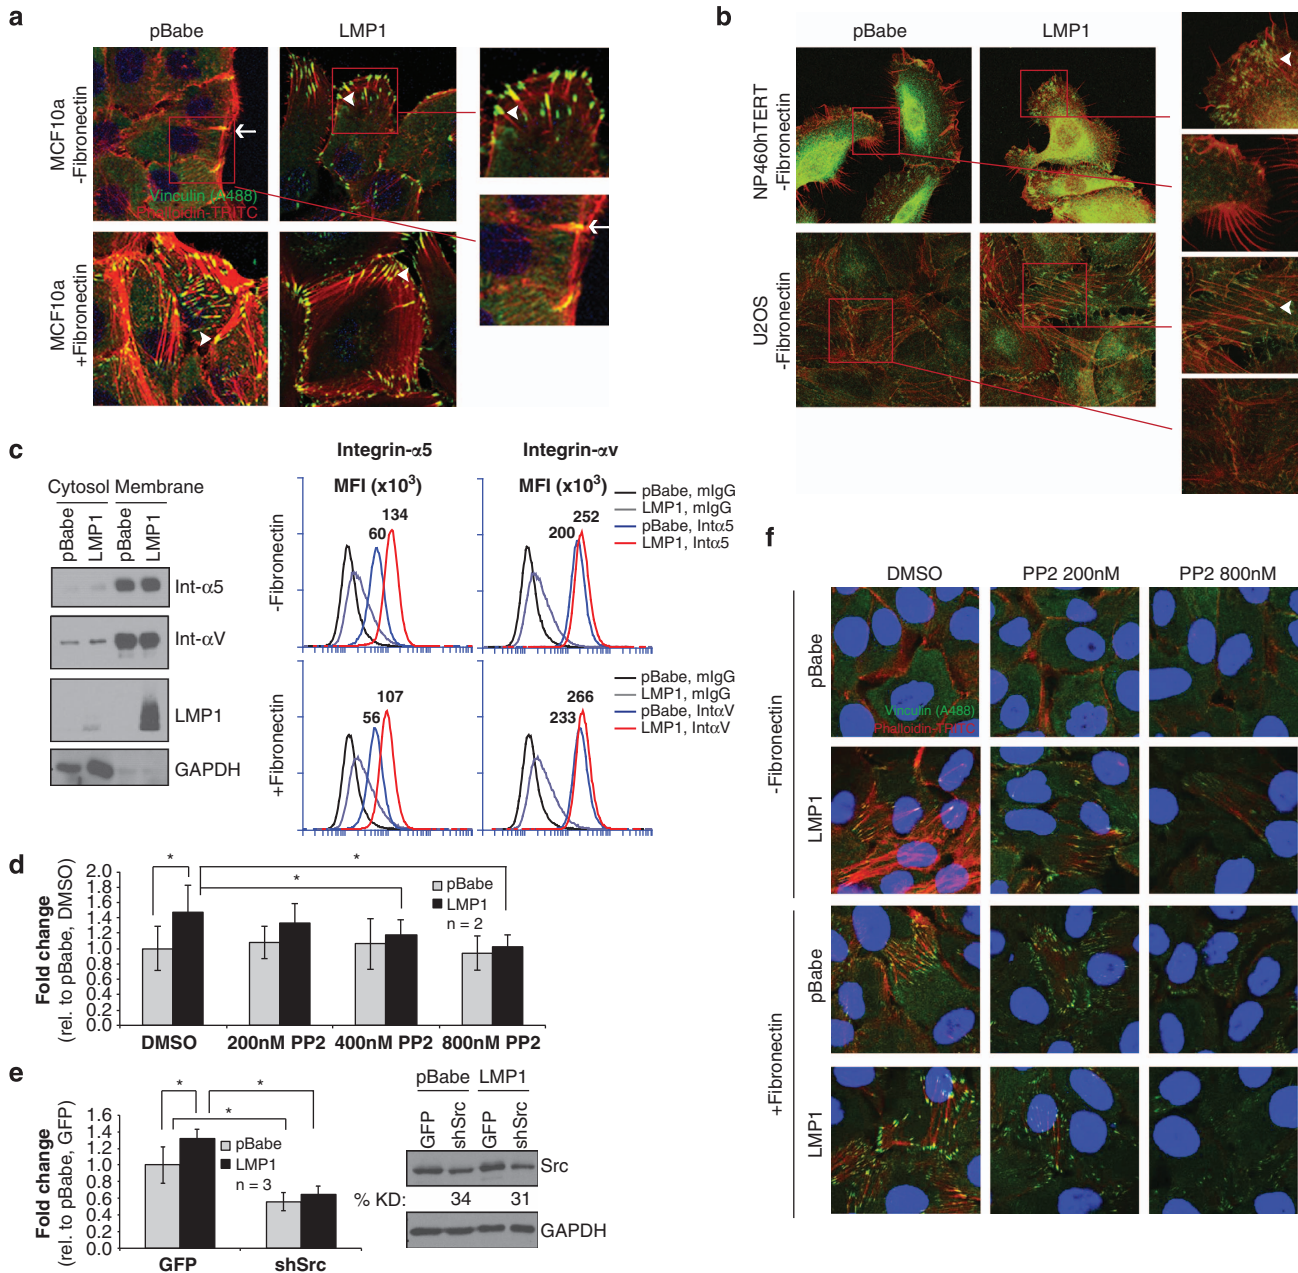 a
pBabe
LMP1
MCF10a
-Fibronectin
Vinculin (A488)
Phalloidin-TRITC
MCF10a
+Fibronectin
b
pBabe
LMP1
NP460hTERT
-Fibronectin
U2OS
-Fibronectin
c
Cytosol Membrane
pBabe
LMP1
pBabe
LMP1
Int-α5
Int-αV
LMP1
GAPDH
Integrin-α5
Integrin-αv
MFI (x10³)
MFI (x10³)
-Fibronectin
60
134
200
252
pBabe, mIgG
LMP1, mIgG
pBabe, Intα5
LMP1, Intα5
+Fibronectin
56
107
233
266
pBabe, mIgG
LMP1, mIgG
pBabe, IntαV
LMP1, IntαV
d
Fold change
(rel. to pBabe, DMSO)
2.0
1.8
1.6
1.4
1.2
1.0
0.8
0.6
0.4
0.2
0.0
*
*
*
pBabe
LMP1
n = 2
DMSO
200nM PP2
400nM PP2
800nM PP2
e
Fold change
(rel. to pBabe, GFP)
1.6
1.4
1.2
1.0
0.8
0.6
0.4
0.2
0.0
*
*
*
pBabe
LMP1
n = 3
GFP
shSrc
pBabe
LMP1
GFP
shSrc
GFP
shSrc
Src
% KD:
34
31
GAPDH
f
DMSO
PP2 200nM
PP2 800nM
-Fibronectin
pBabe
Vinculin (A488)
Phalloidin-TRITC
LMP1
+Fibronectin
pBabe
LMP1